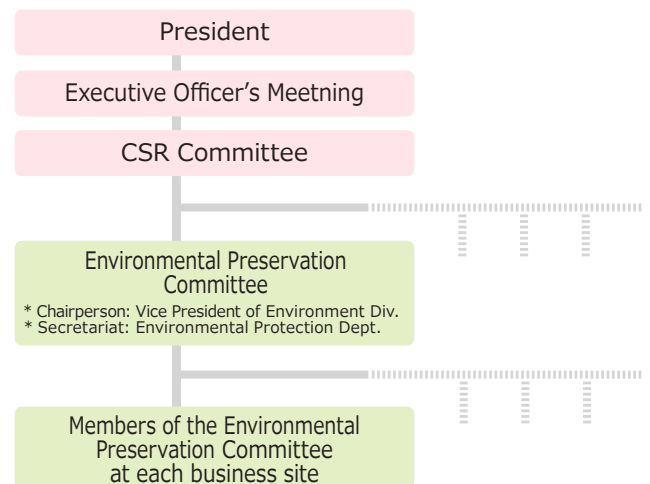 President
Executive Officer's Meetning
CSR Committee
Environmental Preservation
Committee
* Chairperson: Vice President of Environment Div.
* Secretariat: Environmental Protection Dept.
Members of the Environmental
Preservation Committee
at each business site